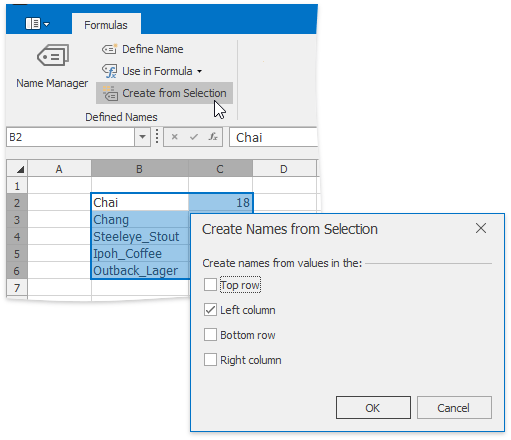 Formulas
Name Manager
Define Name
Use in Formula
Create from Selection
Defined Names
B2
fx
Chai
A B C D
1
2 Chai 18
3 Chang
4 Steeleye_Stout
5 Ipoh_Coffee
6 Outback_Lager
7
Create Names from Selection
Create names from values in the:
Top row
Left column
Bottom row
Right column
OK Cancel